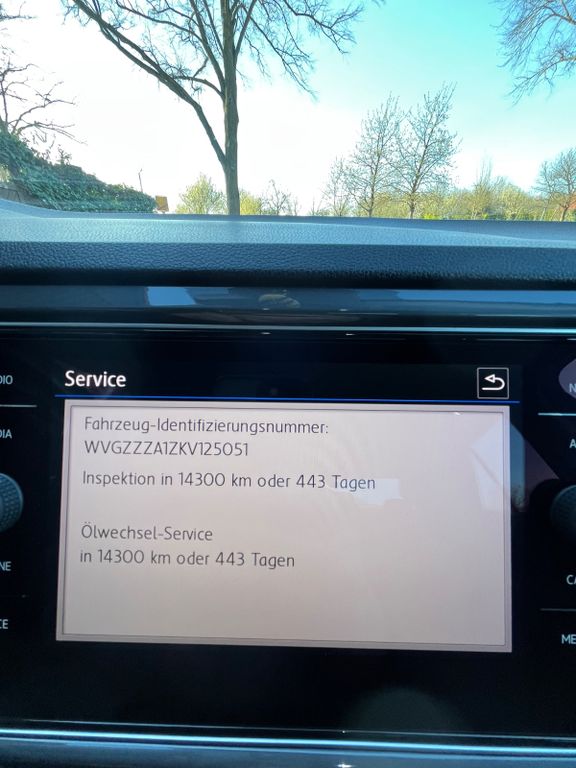 Service
Fahrzeug-Identifizierungsnummer:
WVGZZZA1ZKV125051
Inspektion in 14300 km oder 443 Tagen
Ölwechsel-Service
in 14300 km oder 443 Tagen